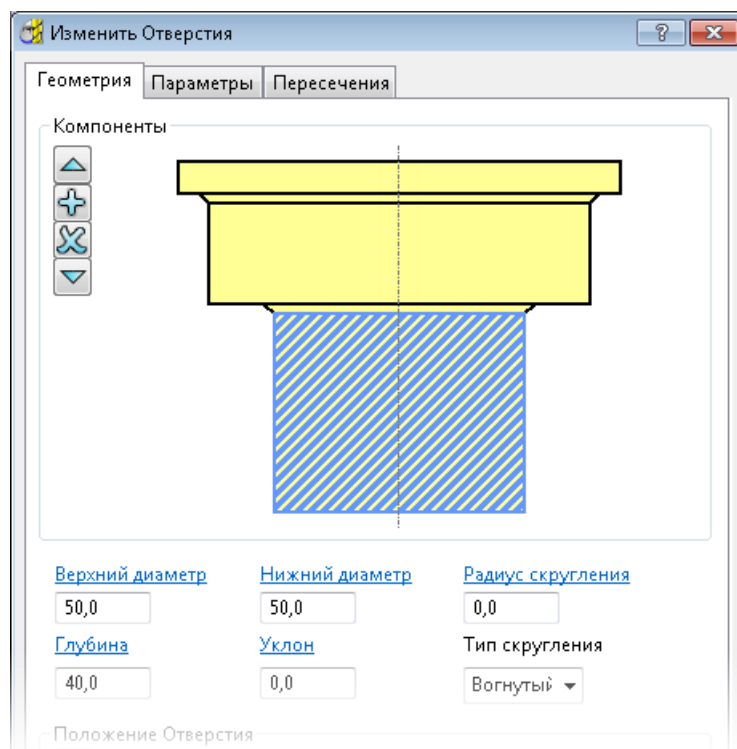 Изменить Отверстия
Геометрия Параметры Пересечения
Компоненты
Верхний диаметр Нижний диаметр Радиус скругления
50,0 50,0 0,0
Глубина Уклон Тип скругления
40,0 0,0 Вогнутый
Положение Отверстия